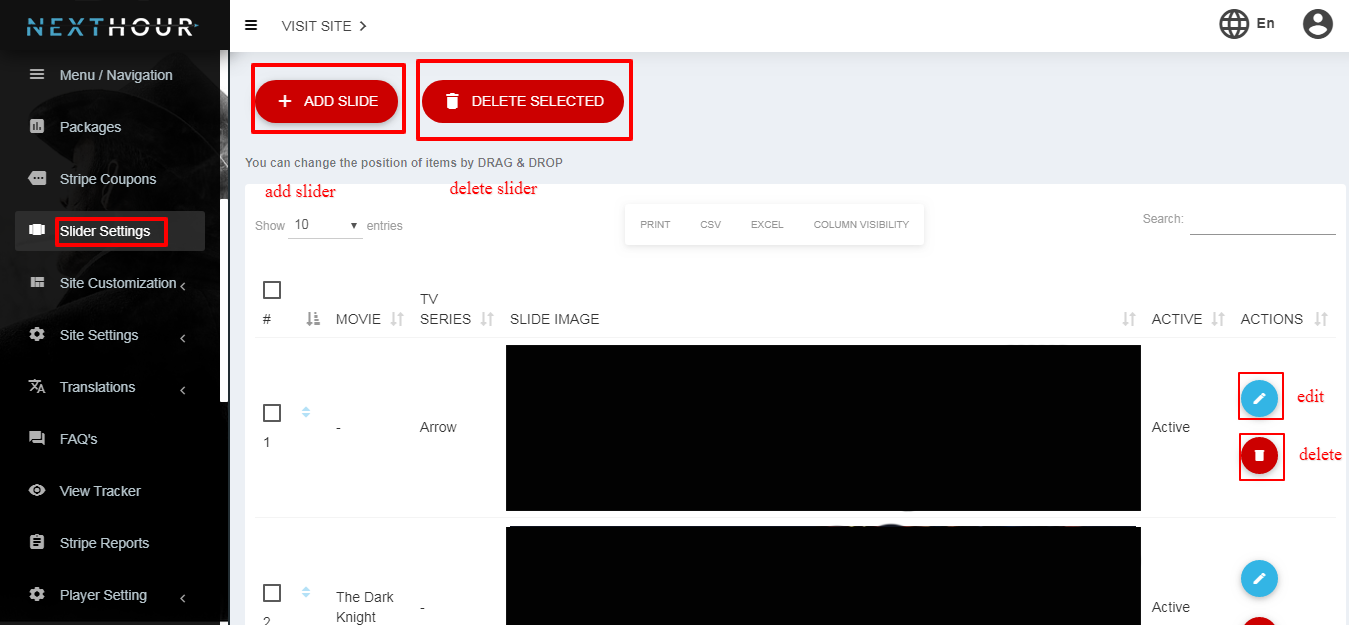 NEXTHOUR
VISIT SITE
En
Menu / Navigation
Packages
Stripe Coupons
Slider Settings
Site Customization
Site Settings
Translations
FAQ's
View Tracker
Stripe Reports
Player Setting
ADD SLIDE
DELETE SELECTED
You can change the position of items by DRAG & DROP
add slider
delete slider
Show 10 entries
PRINT CSV EXCEL COLUMN VISIBILITY
Search:
# MOVIE TV SERIES SLIDE IMAGE ACTIVE ACTIONS
1 - Arrow Active
edit
delete
2 The Dark Knight - Active